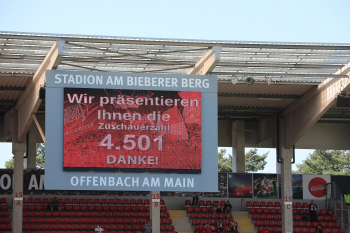 STADION AM BIEBERER BERG
Wir präsentieren
Ihnen die
Zuschauerzahl
4.501
DANKE!
OFFENBACH AM MAIN